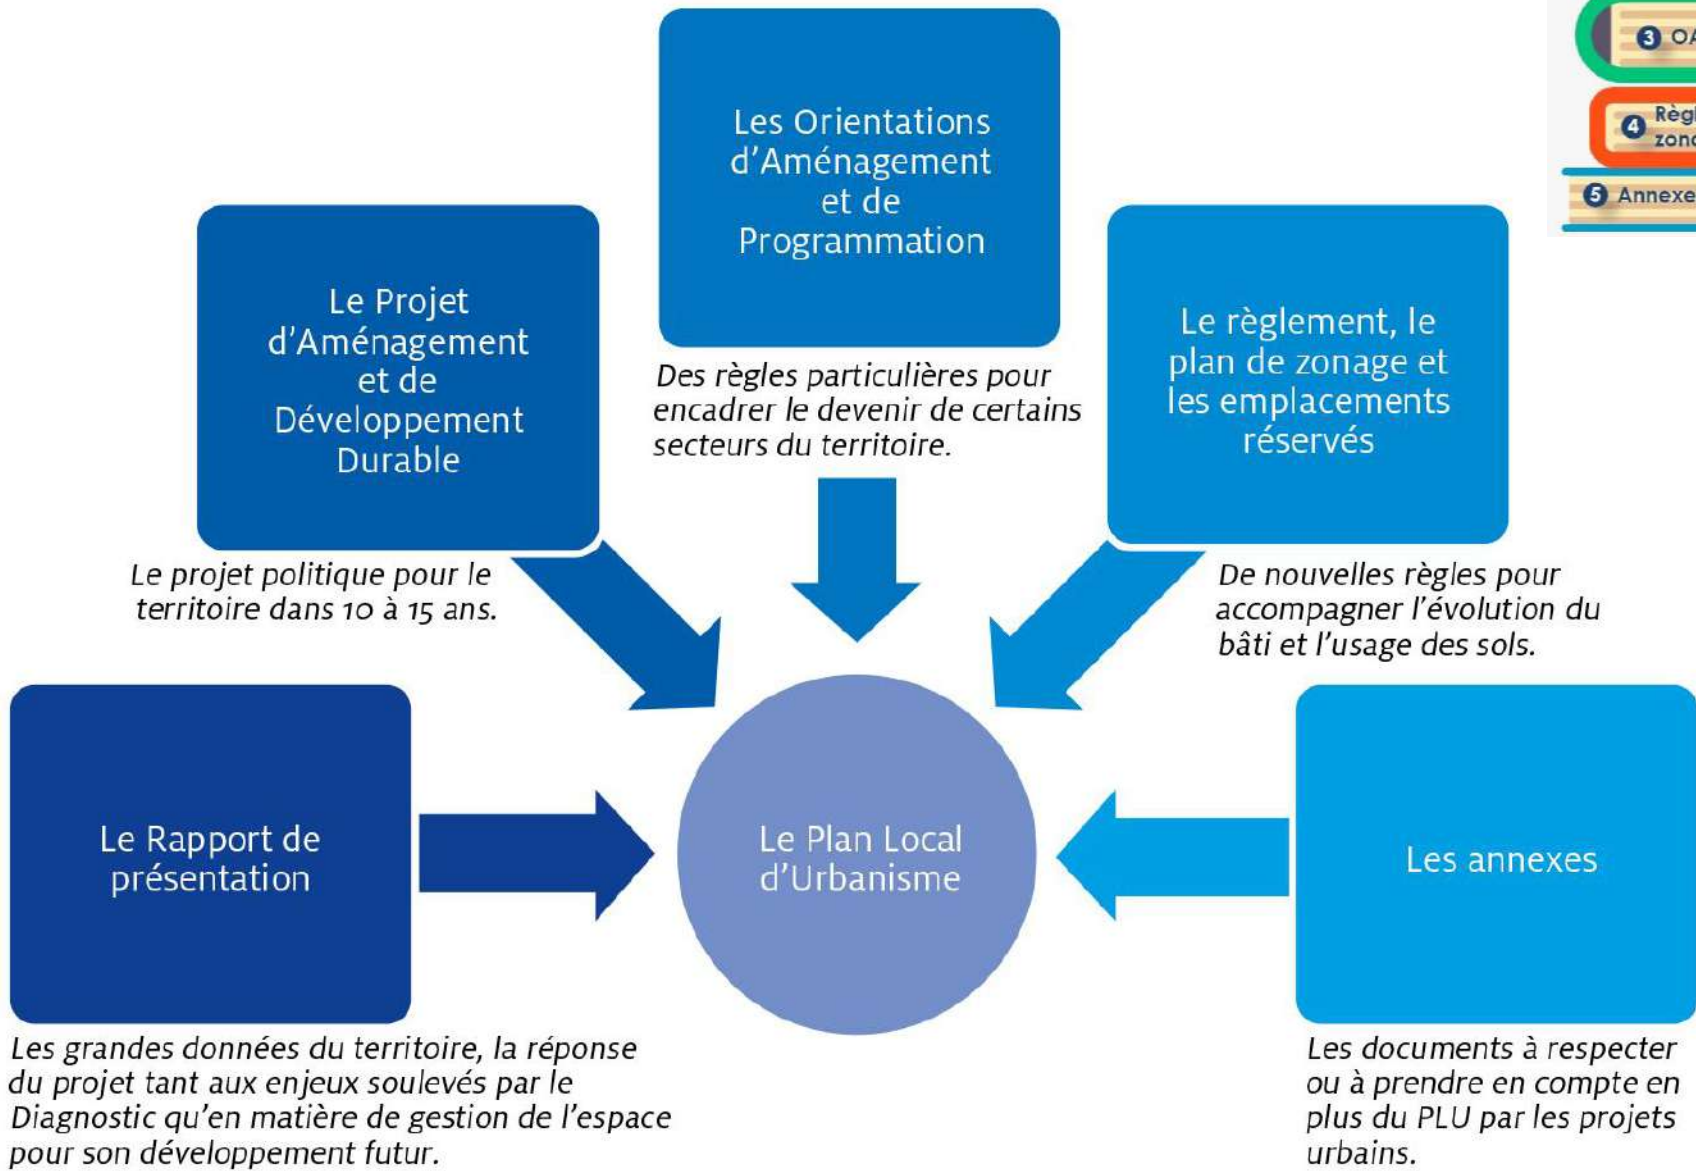 Les Orientations
d'Aménagement
et de
Programmation
Des règles particulières pour
encadrer le devenir de certains
secteurs du territoire.
Le Projet
d'Aménagement
et de
Développement
Durable
Le projet politique pour le
territoire dans 10 à 15 ans.
Le règlement, le
plan de zonage et
les emplacements
réservés
De nouvelles règles pour
accompagner l'évolution du
bâti et l'usage des sols.
Le Rapport de
présentation
Les grandes données du territoire, la réponse
du projet tant aux enjeux soulevés par le
Diagnostic qu'en matière de gestion de l'espace
pour son développement futur.
Le Plan Local
d'Urbanisme
Les annexes
Les documents à respecter
ou à prendre en compte en
plus du PLU par les projets
urbains.
3
4
5 Annexe